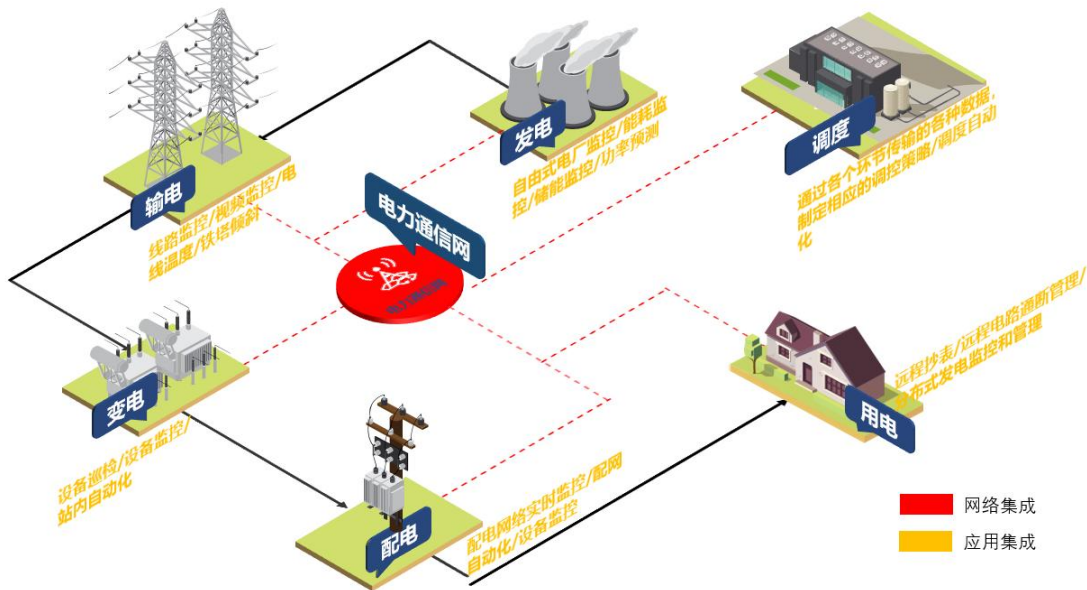 发电
自由式电厂监控/能耗监
控/储能监控/功率预测
调度
通过各个环节传输的各种数据，
制定相应的调控策略/调度自动
化
输电
线路监控/视频监控/电
线温度/铁塔倾斜
电力通信网
电力通信网
变电
设备巡检/设备监控/
站内自动化
配电
配电网络实时监控/配网
自动化/设备监控
用电
远程抄表/远程电路通断管理/
分布式发电监控和管理
网络集成
应用集成